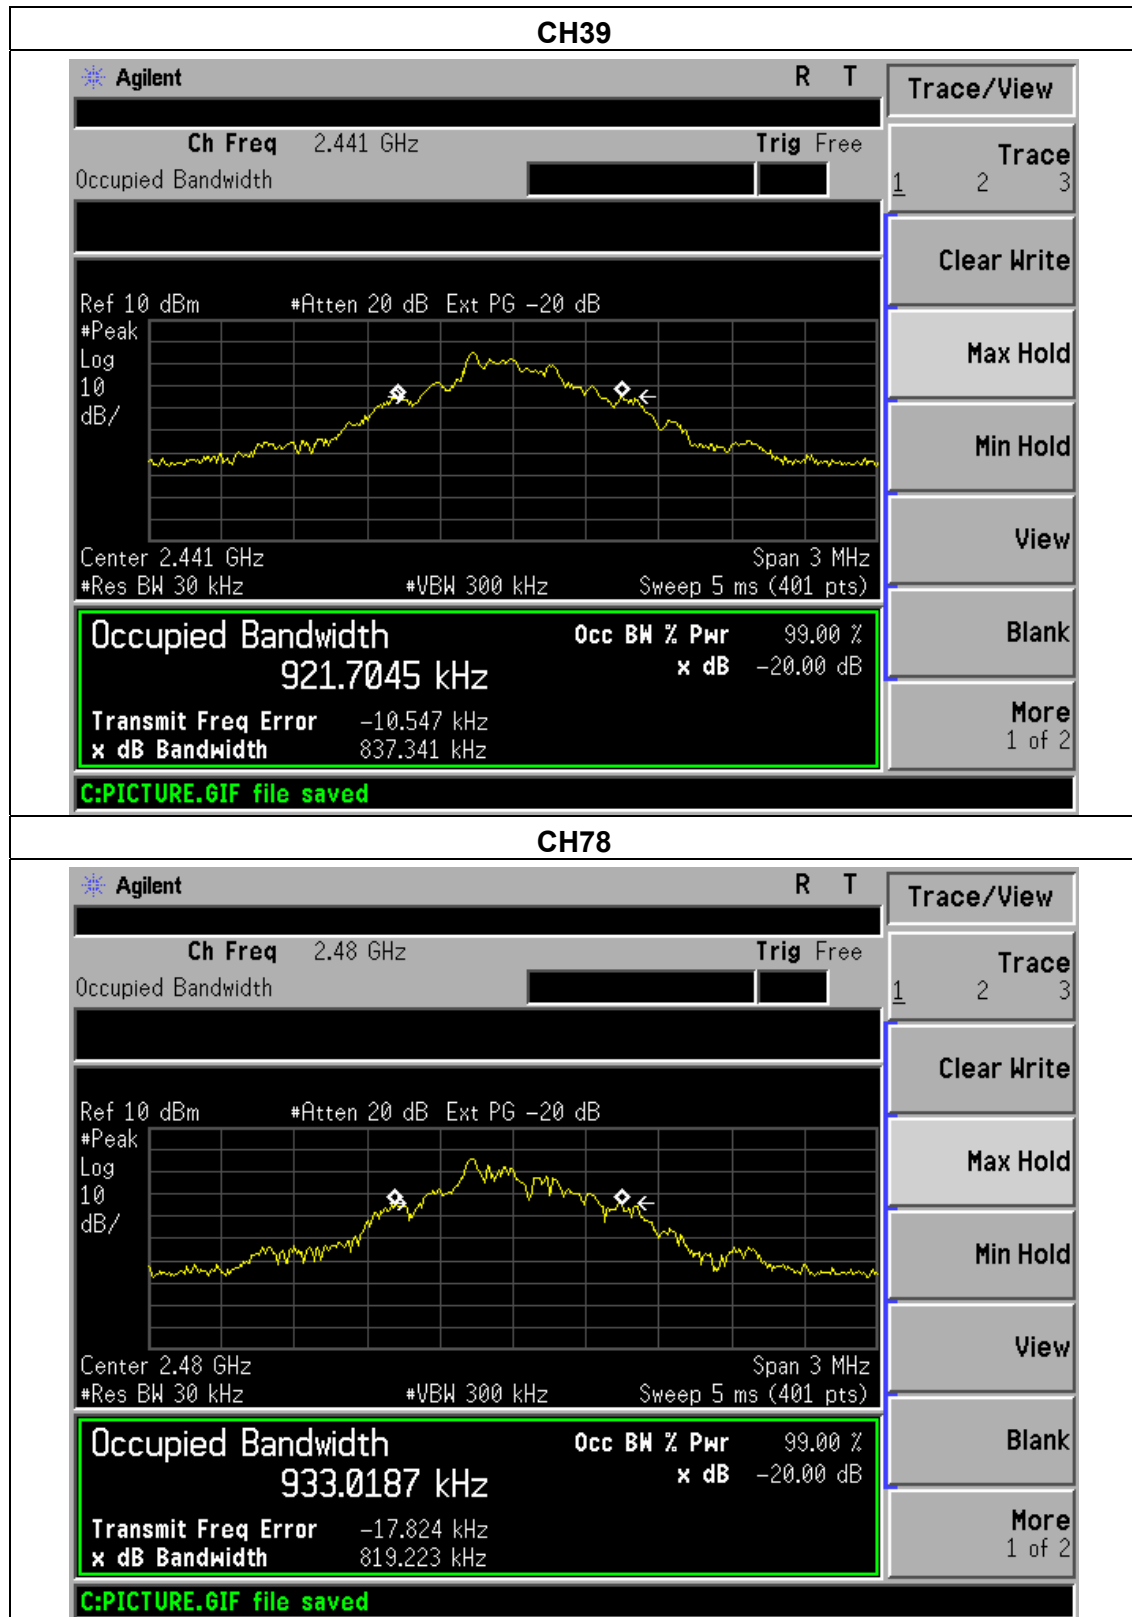 CH39
Agilent R T
Trace/View
Ch Freq 2.441 GHz Trig Free
Occupied Bandwidth
Trace
1 2 3
Clear Write
Ref 10 dBm #Atten 20 dB Ext PG -20 dB
#Peak
Log
10
dB/
Max Hold
Min Hold
View
Center 2.441 GHz Span 3 MHz
#Res BW 30 kHz #VBW 300 kHz Sweep 5 ms (401 pts)
Occupied Bandwidth Occ BW % Pwr 99.00 %
921.7045 kHz x dB -20.00 dB
Blank
Transmit Freq Error -10.547 kHz
x dB Bandwidth 837.341 kHz
More
1 of 2
C:PICTURE.GIF file saved
CH78
Agilent R T
Trace/View
Ch Freq 2.48 GHz Trig Free
Occupied Bandwidth
Trace
1 2 3
Clear Write
Ref 10 dBm #Atten 20 dB Ext PG -20 dB
#Peak
Log
10
dB/
Max Hold
Min Hold
View
Center 2.48 GHz Span 3 MHz
#Res BW 30 kHz #VBW 300 kHz Sweep 5 ms (401 pts)
Occupied Bandwidth Occ BW % Pwr 99.00 %
933.0187 kHz x dB -20.00 dB
Blank
Transmit Freq Error -17.824 kHz
x dB Bandwidth 819.223 kHz
More
1 of 2
C:PICTURE.GIF file saved